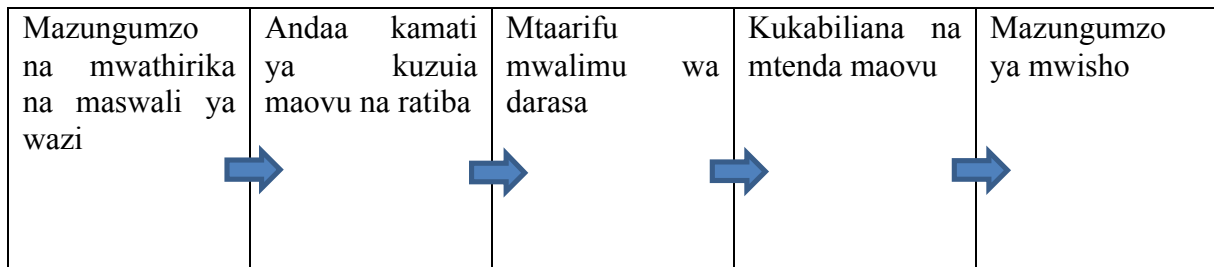 Mazungumzo
na mwathirika
na maswali ya
wazi
Andaa kamati
ya kuzuia
maovu na ratiba
Mtaarifu
mwalimu wa
darasa
Kukabiliana na
mtenda maovu
Mazungumzo
ya mwisho